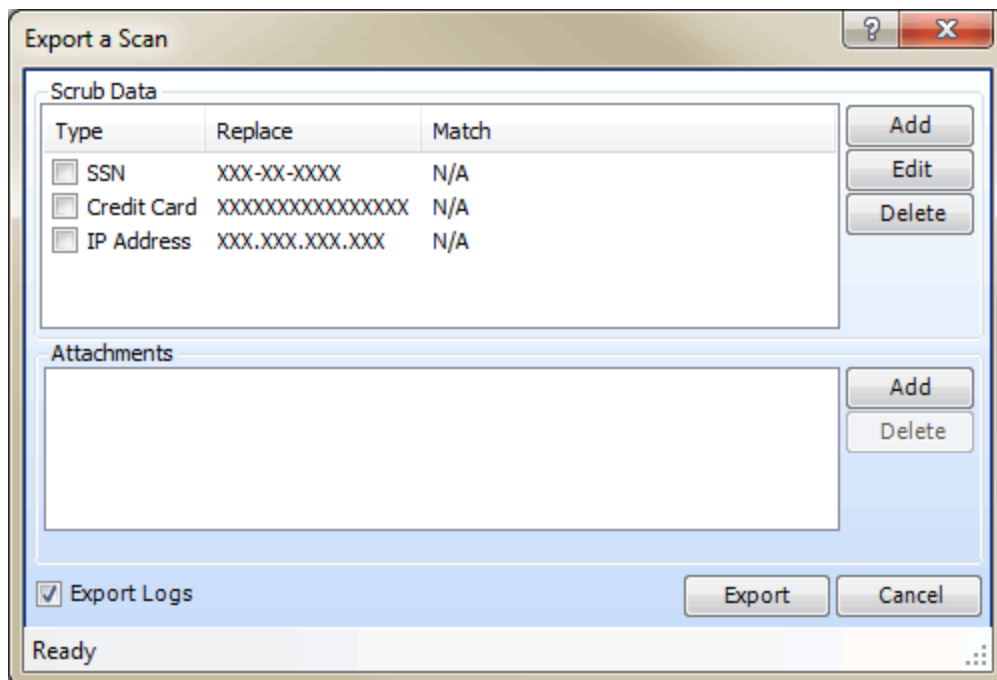 Export a Scan
Scrub Data
Type Replace Match
SSN XXX-XX-XXXX N/A
Credit Card XXXXXXXXXXXXXXXX N/A
IP Address XXX.XXX.XXX.XXX N/A
Add
Edit
Delete
Attachments
Add
Delete
Export Logs
Export Cancel
Ready